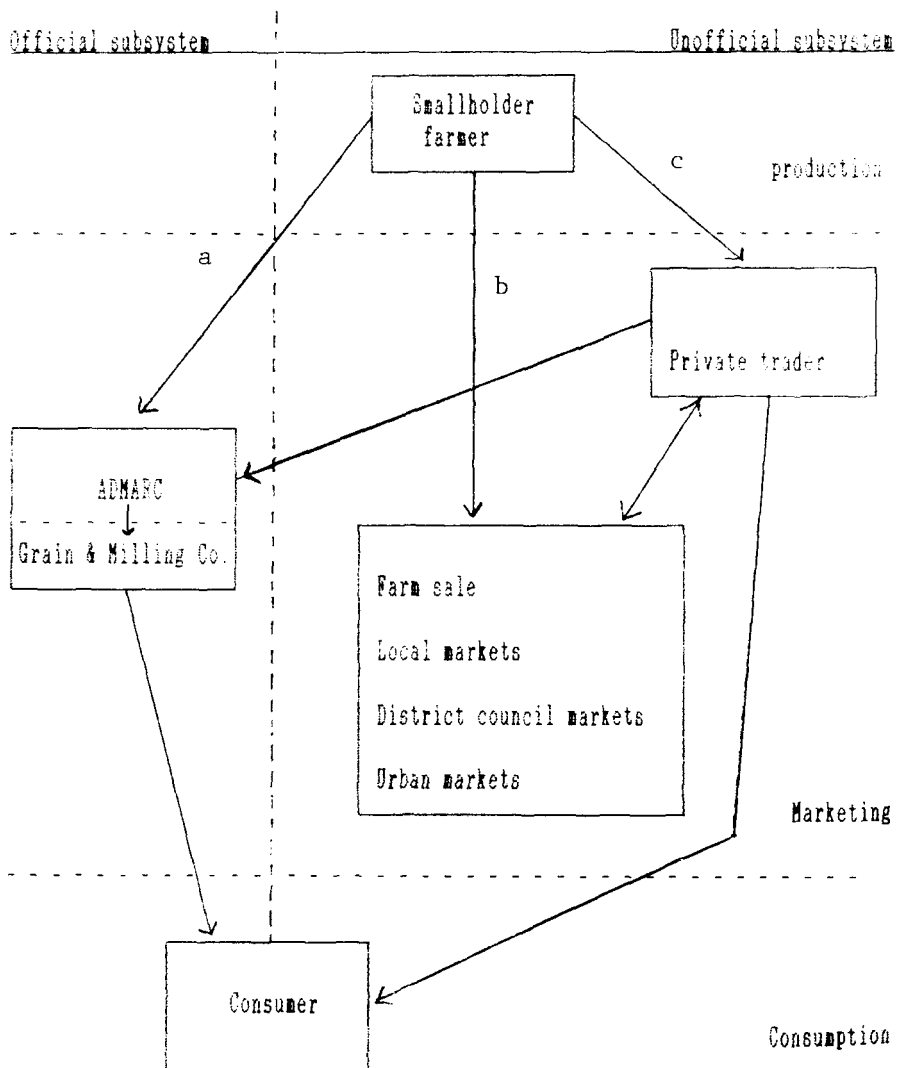 Official subsystem
Unofficial subsystem
Smallholder
farmer
c
production
a
b
Private trader
ADMARC
Grain & Milling Co.
Farm sale
Local markets
District council markets
Urban markets
Marketing
Consumer
Consumption